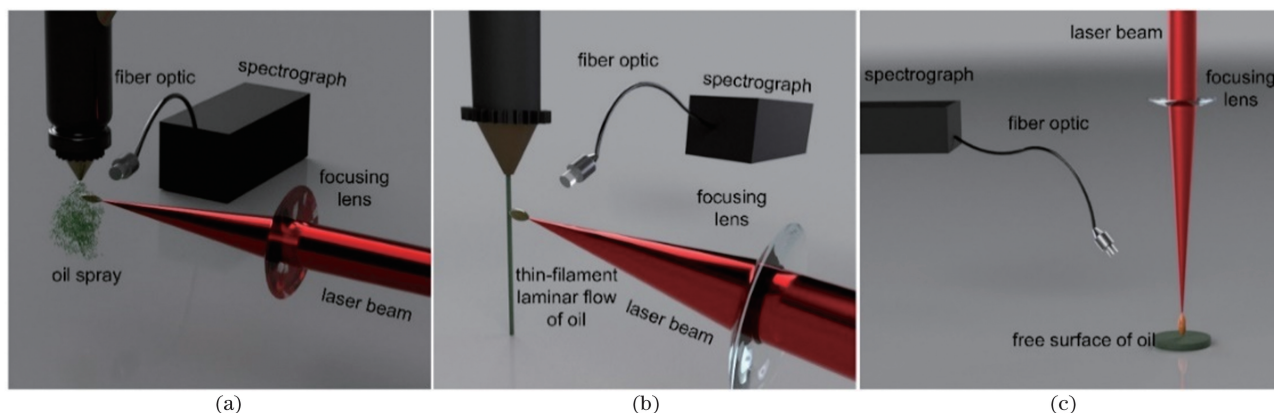 fiber optic
spectrograph
focusing
lens
oil spray
laser beam
(a)
fiber optic
spectrograph
focusing
lens
thin-filament
laminar flow
of oil
laser beam
(b)
laser beam
spectrograph
focusing
lens
fiber optic
free surface of oil
(c)